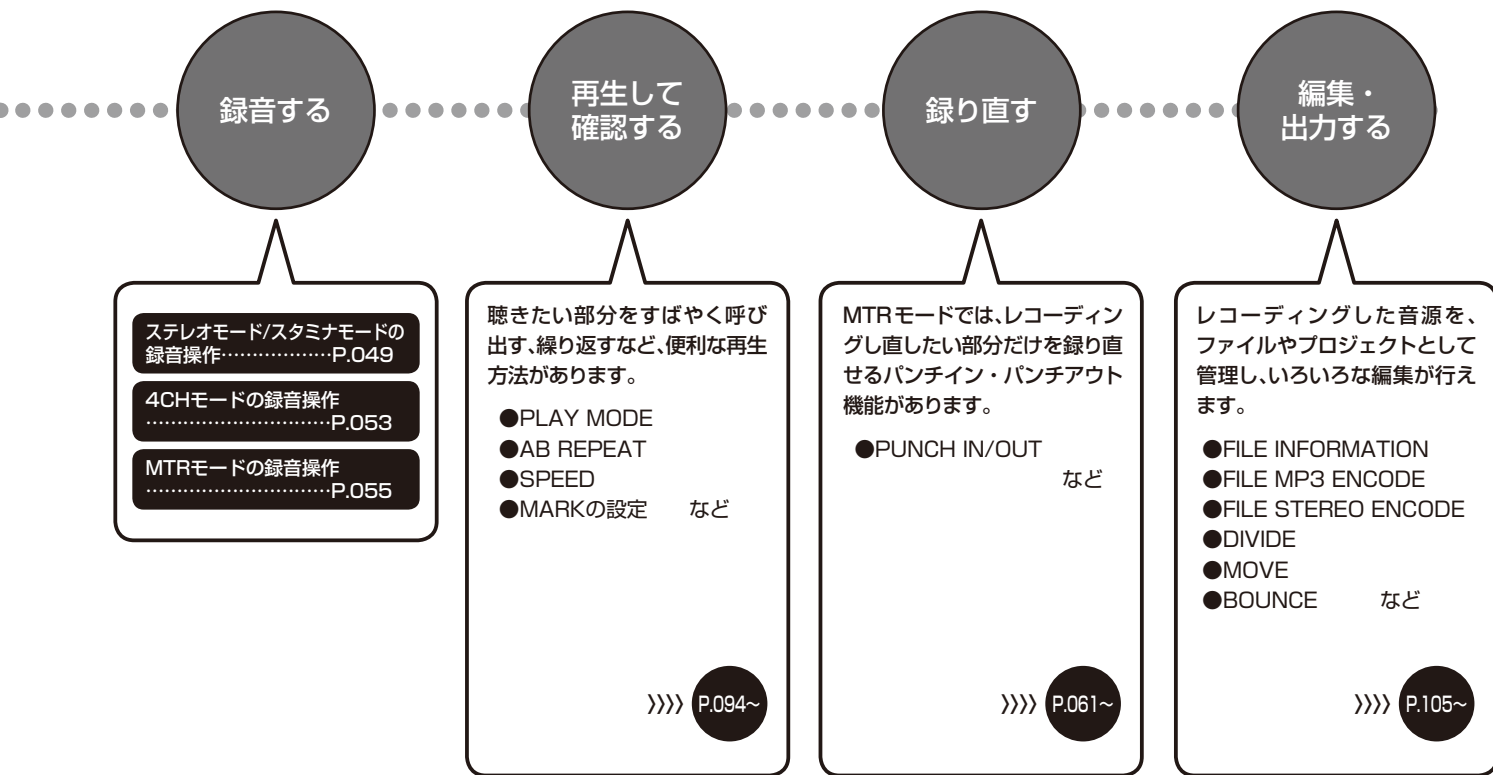 録音する
再生して
確認する
録り直す
編集・
出力する
ステレオモード/スタミナモードの
録音操作………………P.049
4CHモードの録音操作
…………………………P.053
MTRモードの録音操作
…………………………P.055
聴きたい部分をすばやく呼び
出す、繰り返すなど、便利な再生
方法があります。
●PLAY MODE
●AB REPEAT
●SPEED
●MARKの設定 など
〉〉〉〉 P.094~
MTRモードでは、レコーディン
グし直したい部分だけを録り直
せるパンチイン・パンチアウト
機能があります。
●PUNCH IN/OUT
など
〉〉〉〉 P.061~
レコーディングした音源を、
ファイルやプロジェクトとして
管理し、いろいろな編集が行え
ます。
●FILE INFORMATION
●FILE MP3 ENCODE
●FILE STEREO ENCODE
●DIVIDE
●MOVE
●BOUNCE など
〉〉〉〉 P.105~